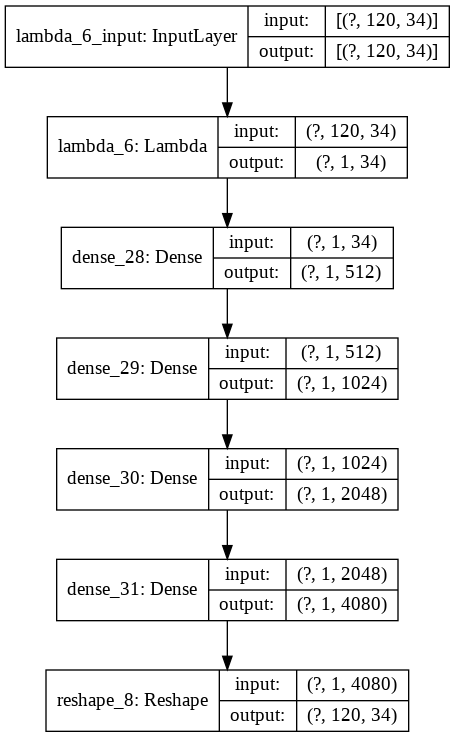 lambda_6_input: InputLayer
input:
[(?, 120, 34)]
output:
[(?, 120, 34)]
lambda_6: Lambda
input:
(?, 120, 34)
output:
(?, 1, 34)
dense_28: Dense
input:
(?, 1, 34)
output:
(?, 1, 512)
dense_29: Dense
input:
(?, 1, 512)
output:
(?, 1, 1024)
dense_30: Dense
input:
(?, 1, 1024)
output:
(?, 1, 2048)
dense_31: Dense
input:
(?, 1, 2048)
output:
(?, 1, 4080)
reshape_8: Reshape
input:
(?, 1, 4080)
output:
(?, 120, 34)